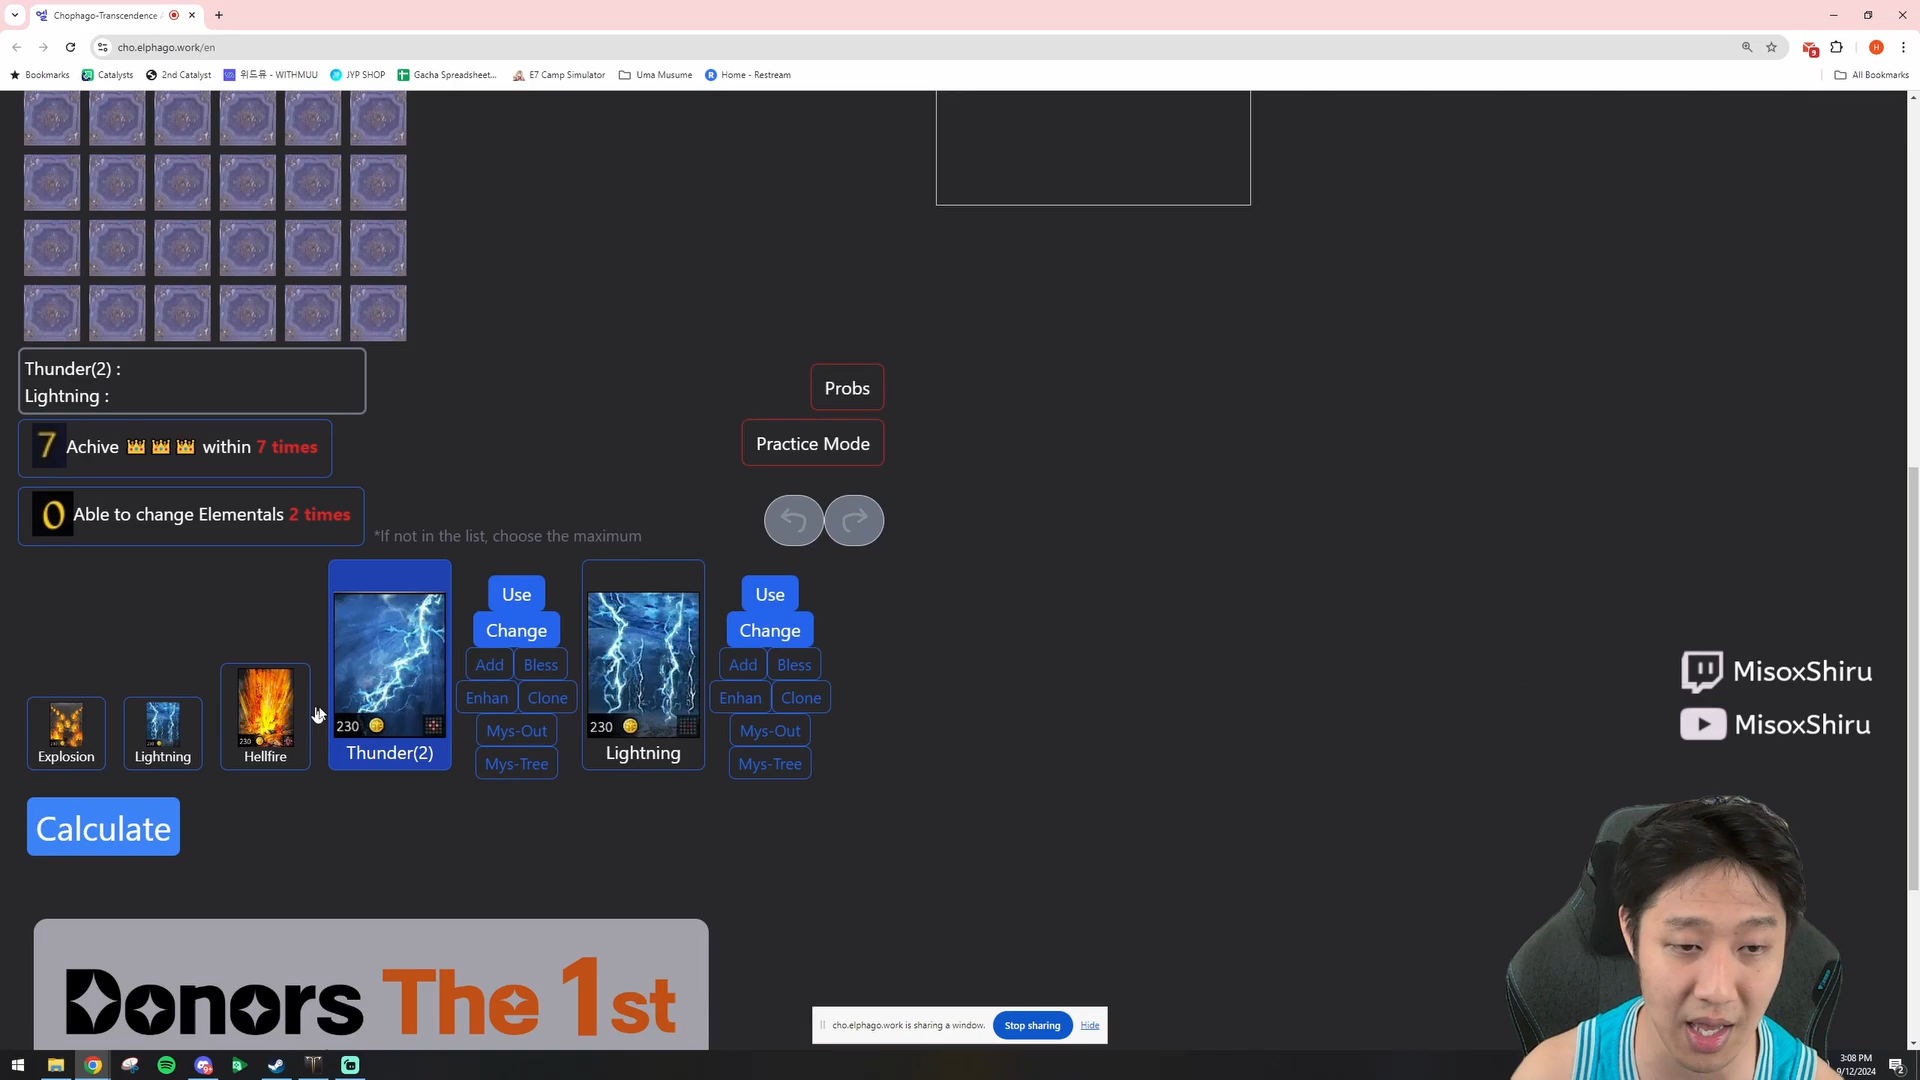 Chophago-Transcendence
cho.elphago.work/en
Bookmarks
Catalysts
2nd Catalyst
위드뮤 - WITHMUU
JYP SHOP
Gacha Spreadsheet...
E7 Camp Simulator
Uma Musume
Home - Restream
All Bookmarks
Thunder(2) :
Lightning :
Probs
7 Achive within 7 times
Practice Mode
0 Able to change Elementals 2 times
*If not in the list, choose the maximum
Explosion
Lightning
230
Hellfire
230
Thunder(2)
Use
Change
Add Bless
Enhan Clone
Mys-Out
Mys-Tree
230
Lightning
Use
Change
Add Bless
Enhan Clone
Mys-Out
Mys-Tree
MisoxShiru
MisoxShiru
Calculate
Donors The 1st
cho.elphago.work is sharing a window.
Stop sharing
Hide
3:08 PM
9/12/2024